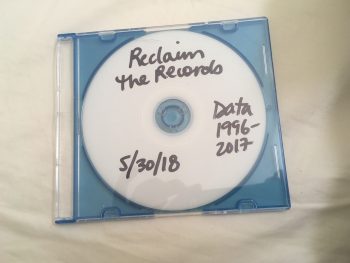 Reclaim
the Records
Data
1996-
2017
5/30/18